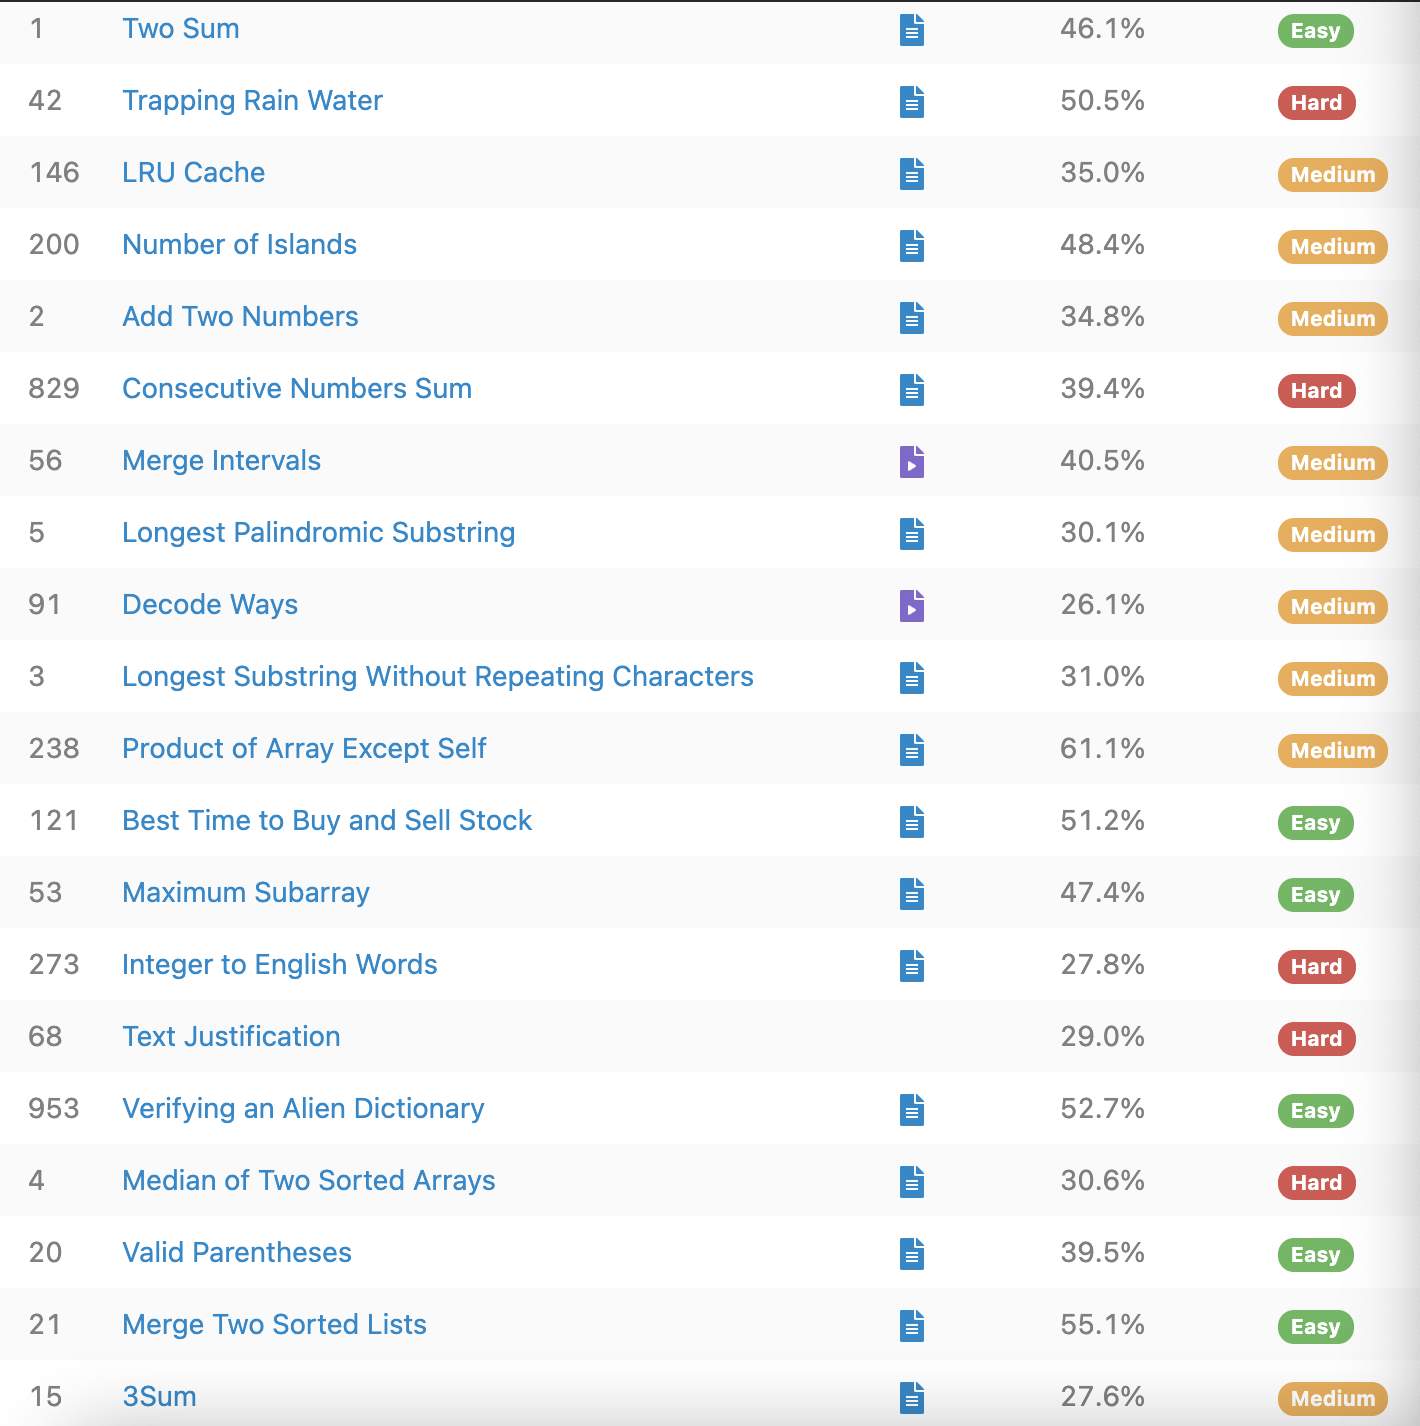 1 Two Sum 46.1% Easy
42 Trapping Rain Water 50.5% Hard
146 LRU Cache 35.0% Medium
200 Number of Islands 48.4% Medium
2 Add Two Numbers 34.8% Medium
829 Consecutive Numbers Sum 39.4% Hard
56 Merge Intervals 40.5% Medium
5 Longest Palindromic Substring 30.1% Medium
91 Decode Ways 26.1% Medium
3 Longest Substring Without Repeating Characters 31.0% Medium
238 Product of Array Except Self 61.1% Medium
121 Best Time to Buy and Sell Stock 51.2% Easy
53 Maximum Subarray 47.4% Easy
273 Integer to English Words 27.8% Hard
68 Text Justification 29.0% Hard
953 Verifying an Alien Dictionary 52.7% Easy
4 Median of Two Sorted Arrays 30.6% Hard
20 Valid Parentheses 39.5% Easy
21 Merge Two Sorted Lists 55.1% Easy
15 3Sum 27.6% Medium